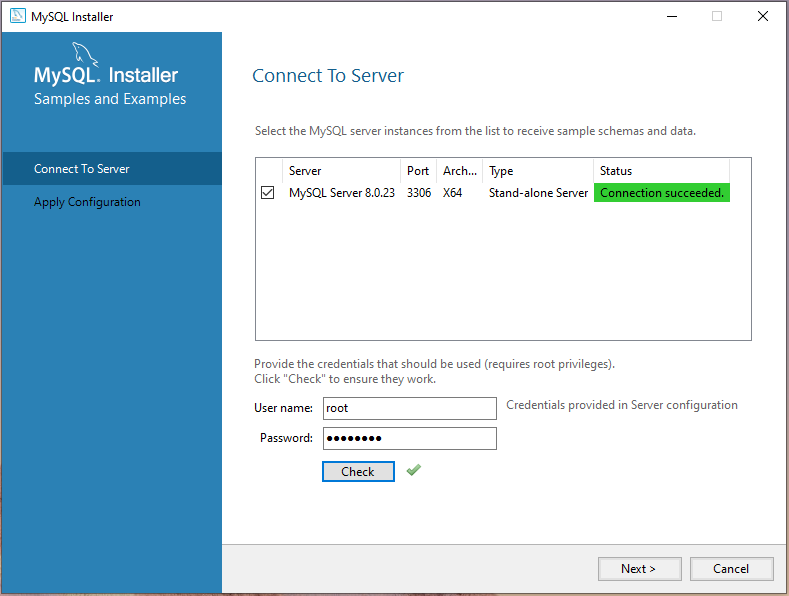 MySQL Installer
MySQL. Installer
Samples and Examples
Connect To Server
Apply Configuration
Connect To Server
Select the MySQL server instances from the list to receive sample schemas and data.
Server Port Arch... Type Status
MySQL Server 8.0.23 3306 X64 Stand-alone Server Connection succeeded.
Provide the credentials that should be used (requires root privileges).
Click "Check" to ensure they work.
User name: root Credentials provided in Server configuration
Password: ●●●●●●●●
Check
Next > Cancel